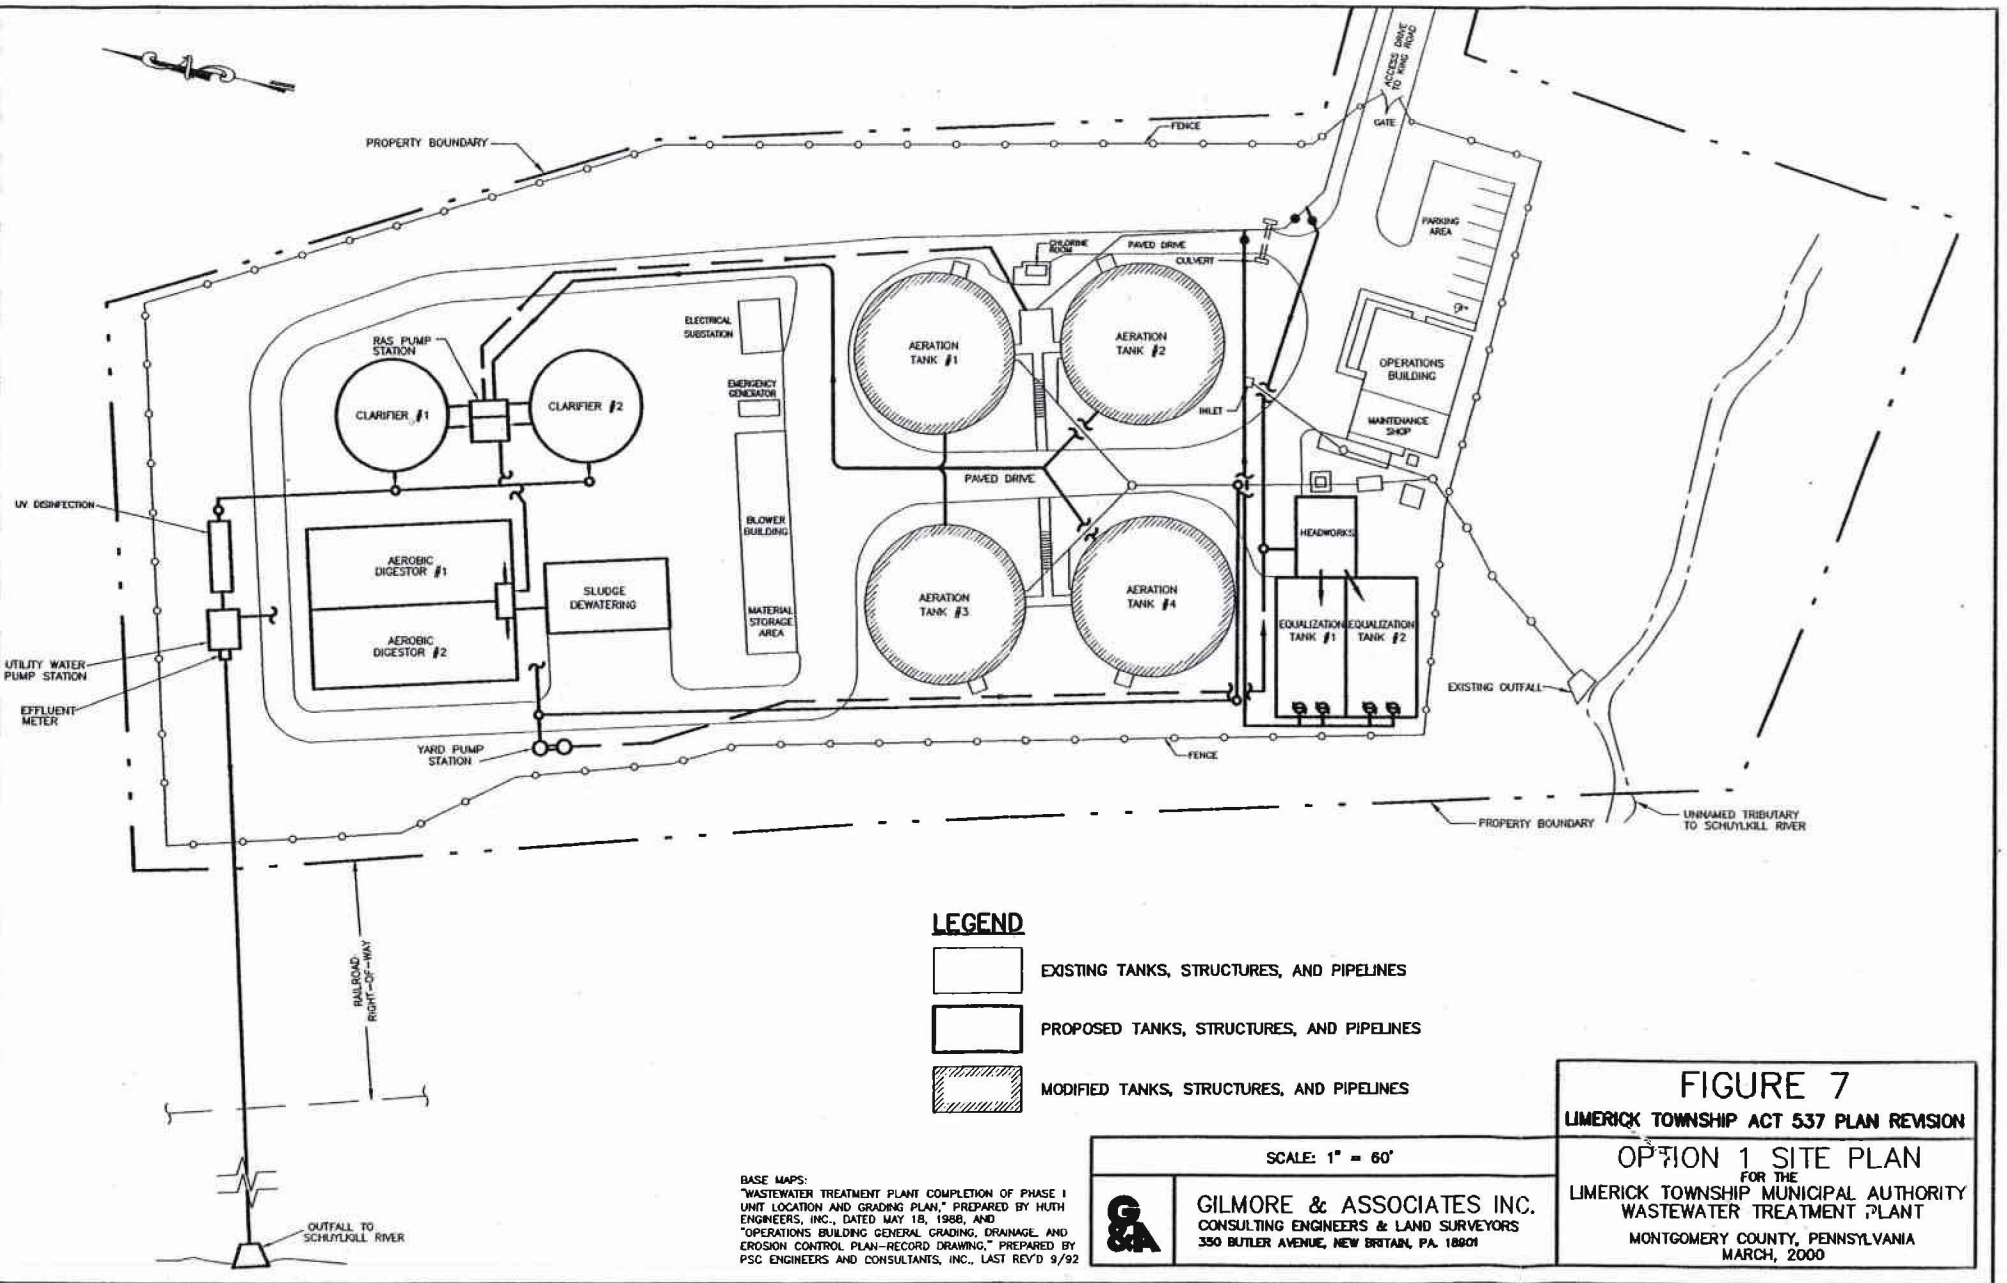 ACCESS DRIVE
TO KING ROAD
GATE
FENCE
PROPERTY BOUNDARY
PARKING
AREA
CHLORINE
ROOM
PAVED DRIVE
CULVERT
ELECTRICAL
SUBSTATION
RAS PUMP
STATION
AERATION
TANK #1
AERATION
TANK #2
OPERATIONS
BUILDING
EMERGENCY
GENERATOR
CLARIFIER #1
CLARIFIER #2
INLET
MAINTENANCE
SHOP
PAVED DRIVE
UV DISINFECTION
BLOWER
BUILDING
HEADWORKS
AEROBIC
DIGESTOR #1
SLUDGE
DEWATERING
AERATION
TANK #3
AERATION
TANK #4
MATERIAL
STORAGE
AREA
EQUALIZATION
TANK #1
EQUALIZATION
TANK #2
AEROBIC
DIGESTOR #2
UTILITY WATER
PUMP STATION
EXISTING OUTFALL
EFFLUENT
METER
YARD PUMP
STATION
FENCE
PROPERTY BOUNDARY
UNNAMED TRIBUTARY
TO SCHUYLKILL RIVER
RAILROAD
RIGHT-OF-WAY
OUTFALL TO
SCHUYLKILL RIVER
LEGEND
EXISTING TANKS, STRUCTURES, AND PIPELINES
PROPOSED TANKS, STRUCTURES, AND PIPELINES
MODIFIED TANKS, STRUCTURES, AND PIPELINES
BASE MAPS:
"WASTEWATER TREATMENT PLANT COMPLETION OF PHASE I
UNIT LOCATION AND GRADING PLAN," PREPARED BY HUTH
ENGINEERS, INC., DATED MAY 18, 1988, AND
"OPERATIONS BUILDING GENERAL GRADING, DRAINAGE, AND
EROSION CONTROL PLAN-RECORD DRAWING," PREPARED BY
PSC ENGINEERS AND CONSULTANTS, INC., LAST REV'D 9/92
SCALE: 1" = 60'
G&A
GILMORE & ASSOCIATES INC.
CONSULTING ENGINEERS & LAND SURVEYORS
350 BUTLER AVENUE, NEW BRITAIN, PA. 18901
FIGURE 7
LIMERICK TOWNSHIP ACT 537 PLAN REVISION
OPTION 1 SITE PLAN
FOR THE
LIMERICK TOWNSHIP MUNICIPAL AUTHORITY
WASTEWATER TREATMENT PLANT
MONTGOMERY COUNTY, PENNSYLVANIA
MARCH, 2000